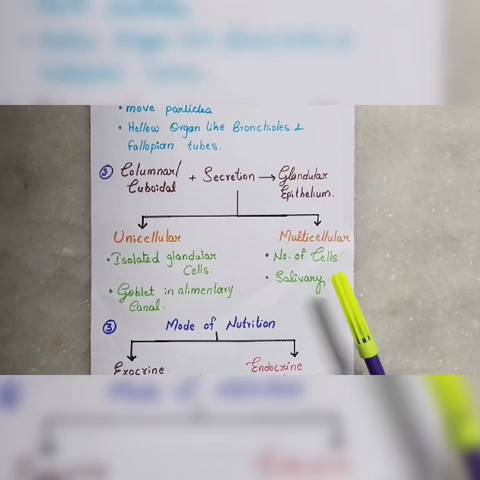 • move particles
• Hollow Organ like Bronchioles &
Fallopian tubes.
② Columnar/ + Secretion → Glandular
Cuboidal Epithelium.
Unicellular Multicellular
• Isolated glandular • No. of Cells
Cells. • Salivary
• Goblet in alimentary
Canal.
③ Mode of Nutrition
Exocrine Endocrine